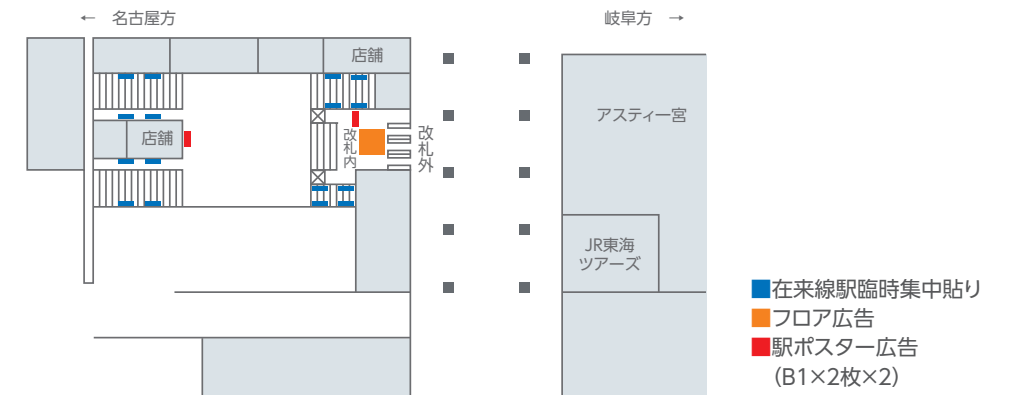 ← 名古屋方
岐阜方 →
店舗
アスティ一宮
店舗
改札内
改札外
JR東海
ツアーズ
■在来線駅臨時集中貼り
■フロア広告
■駅ポスター広告
（B1×2枚×2）